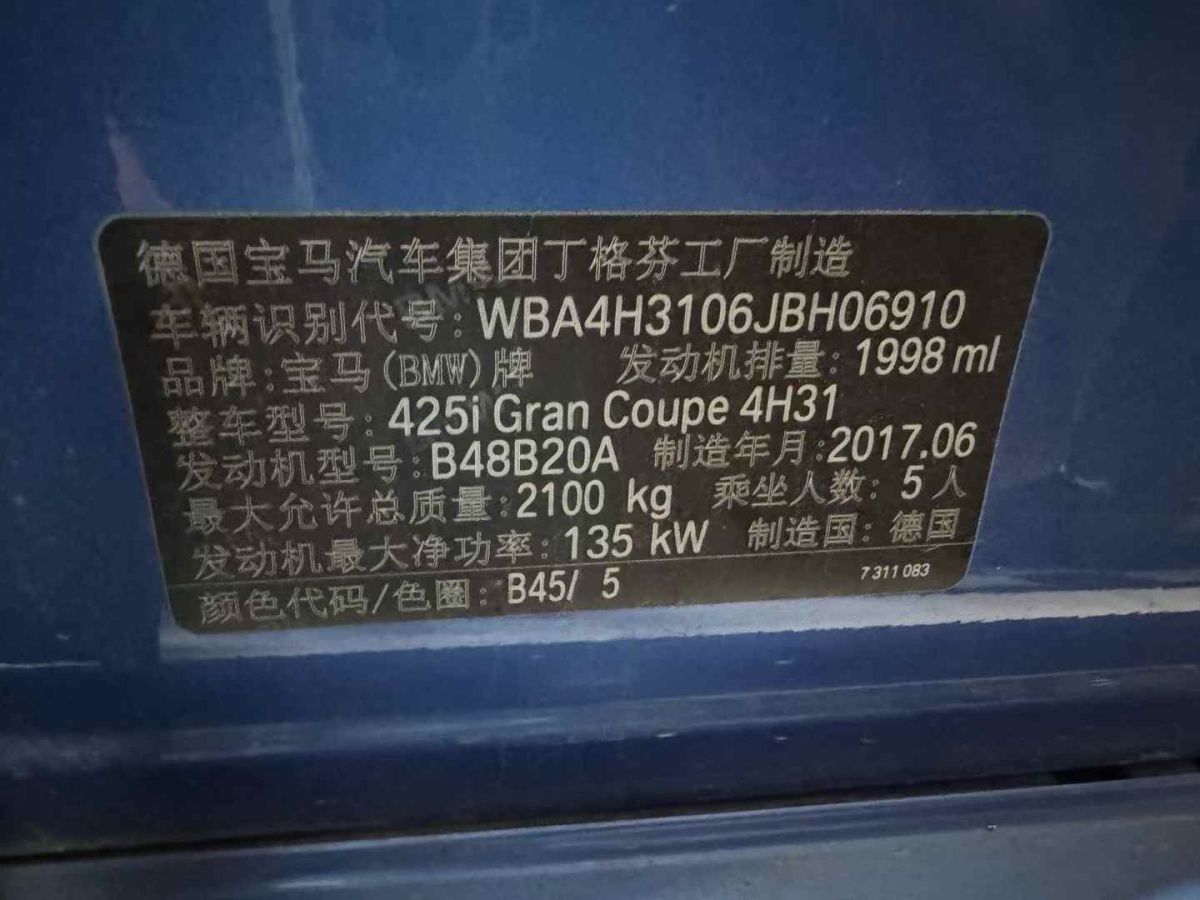 德国宝马汽车集团丁格芬工厂制造
车辆识别代号: WBA4H3106JBH06910
品牌: 宝马(BMW)牌 发动机排量: 1998 ml
整车型号: 425i Gran Coupe 4H31
发动机型号: B48B20A 制造年月: 2017.06
最大允许总质量: 2100 kg 乘坐人数: 5 人
发动机最大净功率: 135 kW 制造国: 德国
颜色代码/色圈: B45/ 5 7 311 083